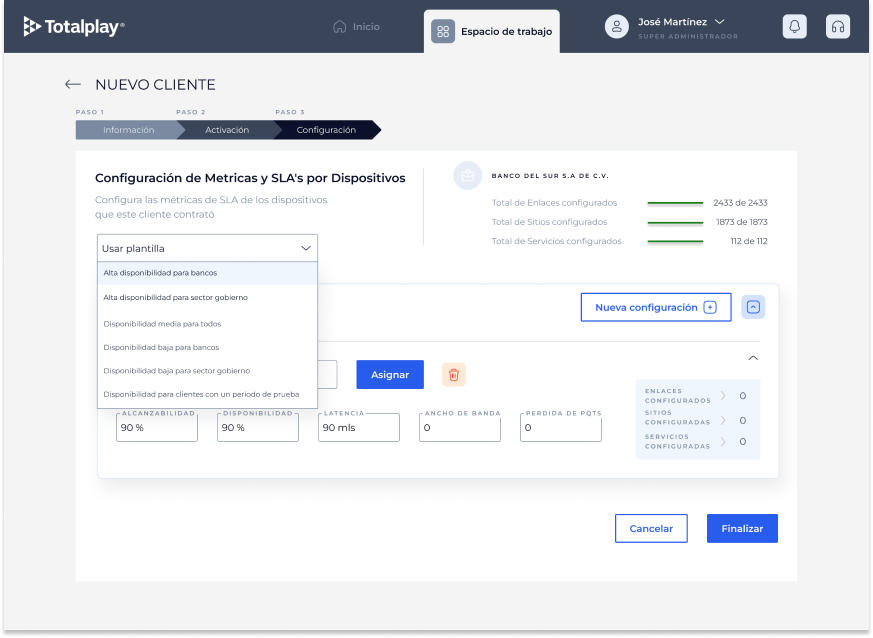 Totalplay®
Inicio
Espacio de trabajo
José Martínez
SUPER ADMINISTRADOR
NUEVO CLIENTE
PASO 1
PASO 2
PASO 3
Información
Activación
Configuración
Configuración de Metricas y SLA's por Dispositivos
Configura las métricas de SLA de los dispositivos
que este cliente contrató
BANCO DEL SUR S.A DE C.V.
Total de Enlaces configurados
2433 de 2433
Total de Sitios configurados
1873 de 1873
Total de Servicios configurados
112 de 112
Usar plantilla
Alta disponibilidad para bancos
Alta disponibilidad para sector gobierno
Disponibilidad media para todos
Disponibilidad baja para bancos
Disponibilidad baja para sector gobierno
Disponibilidad para clientes con un periodo de prueba
Nueva configuración
Asignar
ALCANZABILIDAD
90 %
DISPONIBILIDAD
90 %
LATENCIA
90 mls
ANCHO DE BANDA
0
PERDIDA DE PQTS
0
ENLACES
CONFIGURADOS
0
SITIOS
CONFIGURADAS
0
SERVICIOS
CONFIGURADAS
0
Cancelar
Finalizar